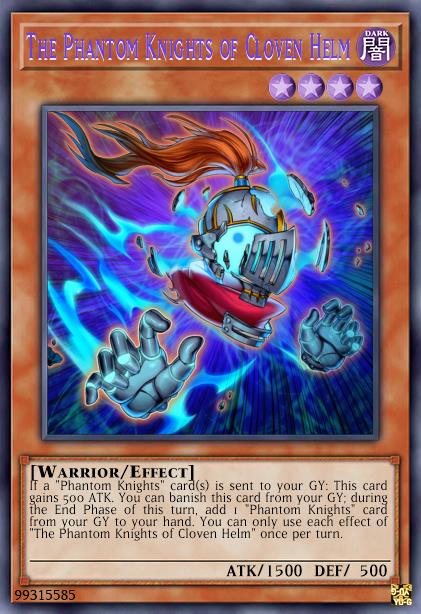 The Phantom Knights of Cloven Helm
DARK
闇
[Warrior/Effect]
If a "Phantom Knights" card(s) is sent to your GY: This card
gains 500 ATK. You can banish this card from your GY; during
the End Phase of this turn, add 1 "Phantom Knights" card
from your GY to your hand. You can only use each effect of
"The Phantom Knights of Cloven Helm" once per turn.
ATK/1500 DEF/ 500
99315585